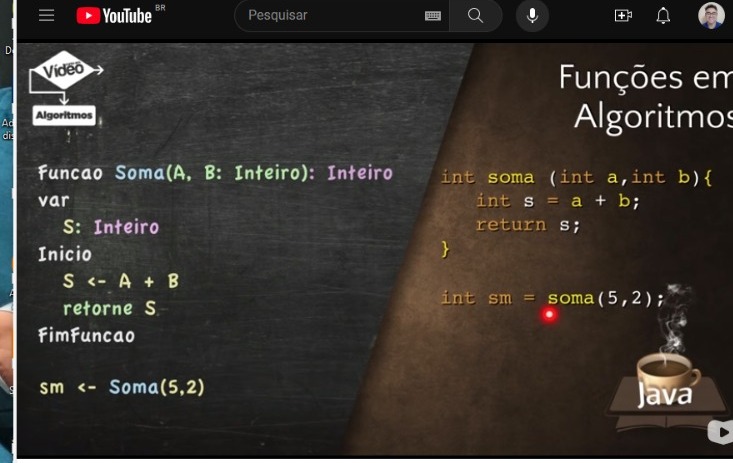 YouTube BR
Pesquisar
Vídeo
Algoritmos
Funções em
Algoritmos
Funcao Soma(A, B: Inteiro): Inteiro
var
S: Inteiro
Inicio
S <- A + B
retorne S
FimFuncao
sm <- Soma(5,2)
int soma (int a,int b){
int s = a + b;
return s;
}
int sm = soma(5,2);
Java